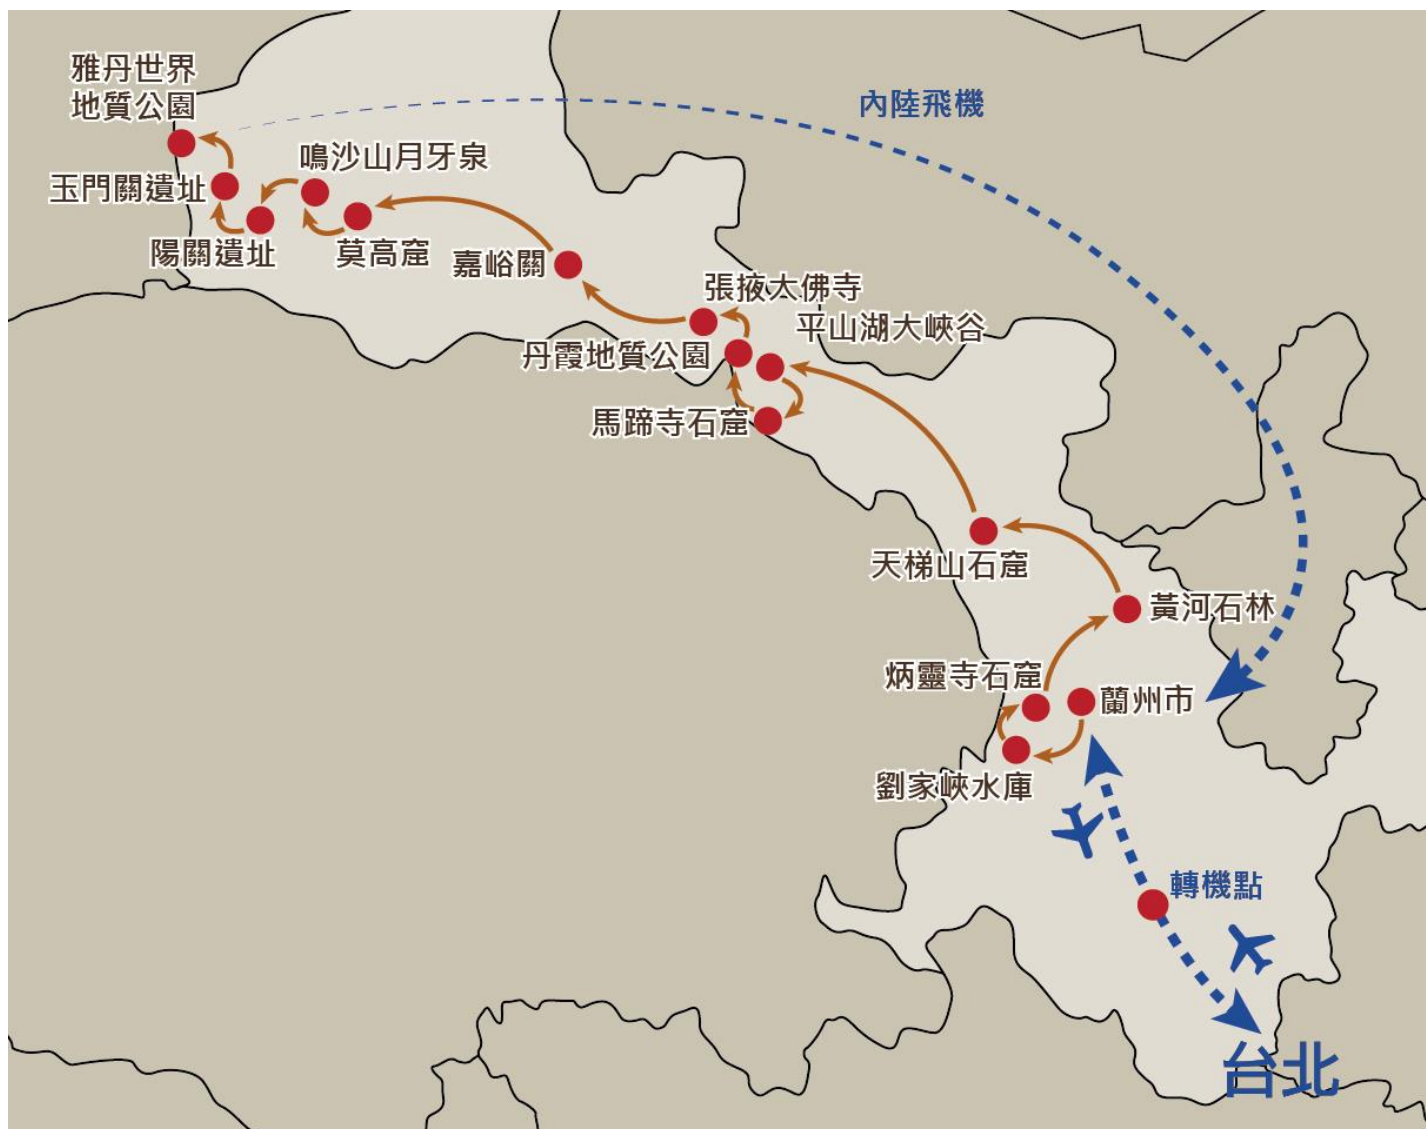 雅丹世界
地質公園
內陸飛機
鳴沙山月牙泉
玉門關遺址
陽關遺址
莫高窟
嘉峪關
張掖大佛寺
平山湖大峽谷
丹霞地質公園
馬蹄寺石窟
天梯山石窟
黃河石林
炳靈寺石窟
蘭州市
劉家峽水庫
轉機點
台北